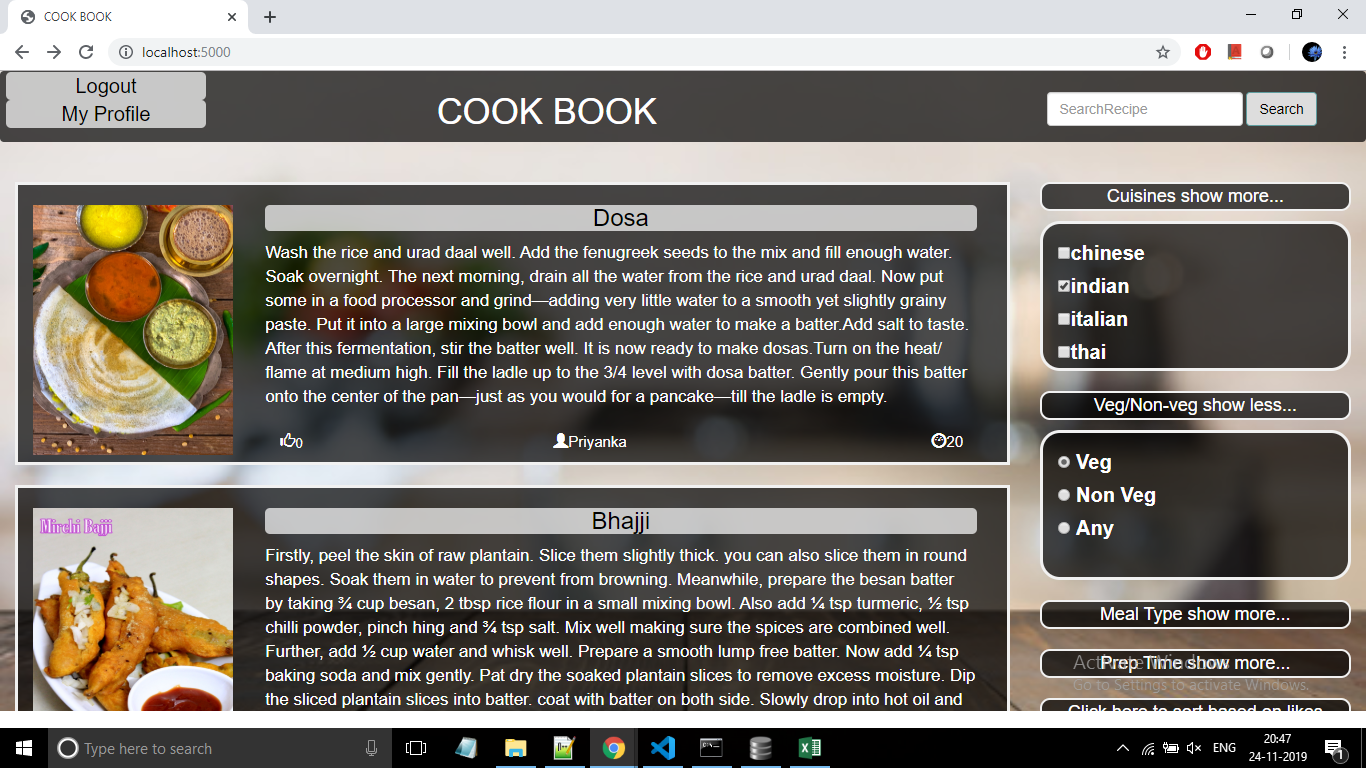 COOK BOOK
localhost:5000
Logout
My Profile
COOK BOOK
SearchRecipe
Search
Dosa
Wash the rice and urad daal well. Add the fenugreek seeds to the mix and fill enough water.
Soak overnight. The next morning, drain all the water from the rice and urad daal. Now put
some in a food processor and grind—adding very little water to a smooth yet slightly grainy
paste. Put it into a large mixing bowl and add enough water to make a batter.Add salt to taste.
After this fermentation, stir the batter well. It is now ready to make dosas.Turn on the heat/
flame at medium high. Fill the ladle up to the 3/4 level with dosa batter. Gently pour this batter
onto the center of the pan—just as you would for a pancake—till the ladle is empty.
0
Priyanka
20
Mirchi Bajji
Bhajji
Firstly, peel the skin of raw plantain. Slice them slightly thick. you can also slice them in round
shapes. Soak them in water to prevent from browning. Meanwhile, prepare the besan batter
by taking ¾ cup besan, 2 tbsp rice flour in a small mixing bowl. Also add ¼ tsp turmeric, ½ tsp
chilli powder, pinch hing and ¾ tsp salt. Mix well making sure the spices are combined well.
Further, add ½ cup water and whisk well. Prepare a smooth lump free batter. Now add ¼ tsp
baking soda and mix gently. Pat dry the soaked plantain slices to remove excess moisture. Dip
the sliced plantain slices into batter. coat with batter on both side. Slowly drop into hot oil and
Cuisines show more...
chinese
indian
italian
thai
Veg/Non-veg show less...
Veg
Non Veg
Any
Meal Type show more...
Prep Time show more...
Activate Windows
Go to Settings to activate Windows.
Click here to sort based on likes
Type here to search
ENG
20:47
24-11-2019
1